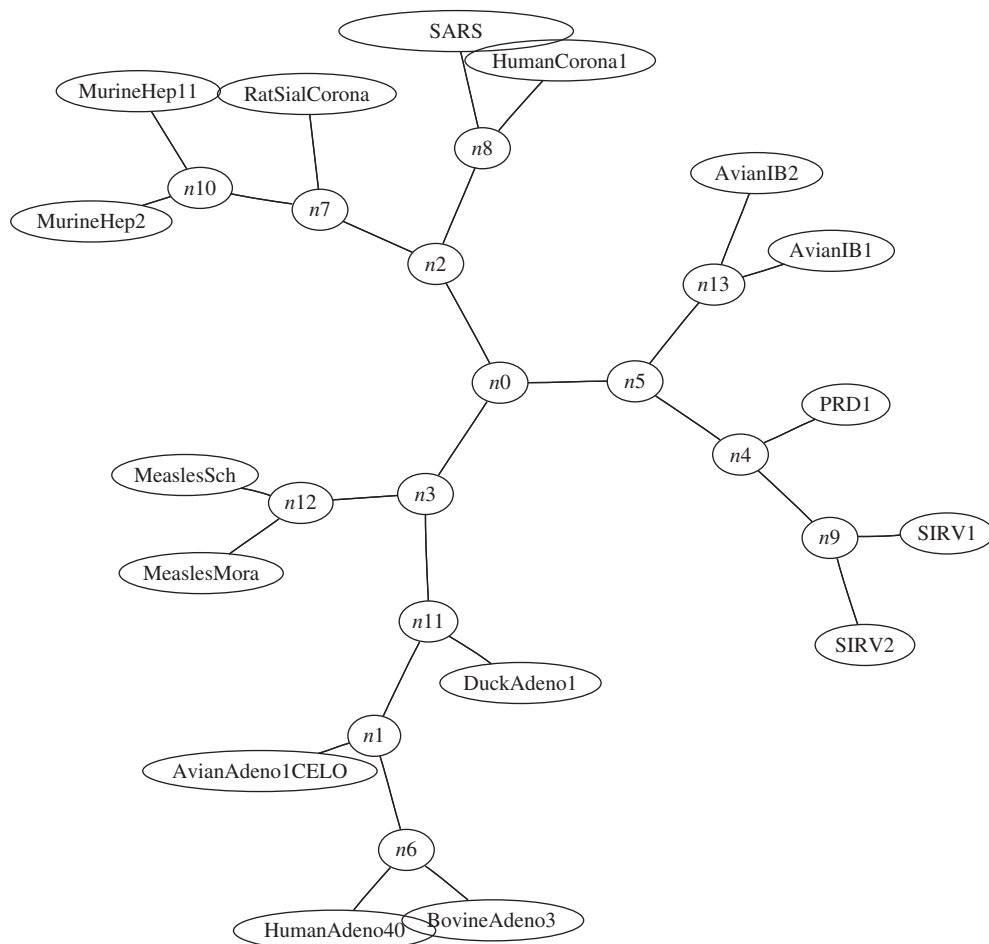 SARS
HumanCorona1
MurineHep11
RatSialCorona
n8
AvianIB2
n10
n7
MurineHep2
AvianIB1
n2
n13
n0
n5
PRD1
n4
MeaslesSch
n3
n12
SIRV1
n9
MeaslesMora
n11
SIRV2
DuckAdeno1
n1
AvianAdeno1CELO
n6
BovineAdeno3
HumanAdeno40